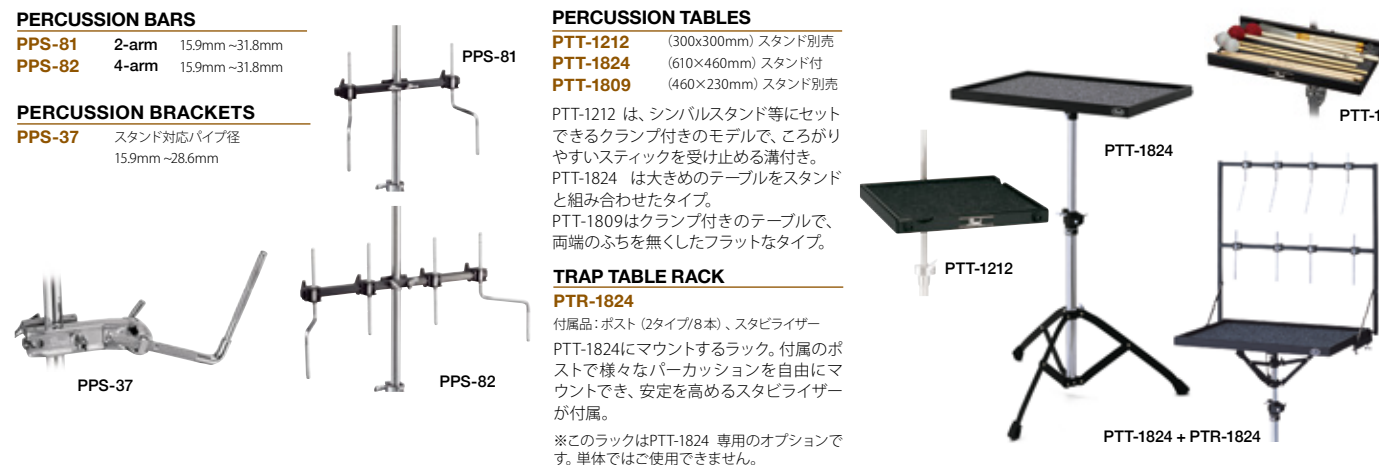 PERCUSSION BARS
PPS-81 2-arm 15.9mm ~31.8mm
PPS-82 4-arm 15.9mm ~31.8mm
PERCUSSION BRACKETS
PPS-37 スタンド対応パイプ径
15.9mm ~28.6mm
PPS-81
PPS-37
PPS-82
PERCUSSION TABLES
PTT-1212 （300x300mm）スタンド別売
PTT-1824 （610×460mm）スタンド付
PTT-1809 （460×230mm）スタンド別売
PTT-1212 は、シンバルスタンド等にセット
できるクランプ付きのモデルで、ころがり
やすいスティックを受け止める溝付き。
PTT-1824 は大きめのテーブルをスタンド
と組み合わせたタイプ。
PTT-1809はクランプ付きのテーブルで、
両端のふちを無くしたフラットなタイプ。
TRAP TABLE RACK
PTR-1824
付属品：ポスト（2タイプ/8本）、スタビライザー
PTT-1824にマウントするラック。付属のポ
ストで様々なパーカッションを自由にマ
ウントでき、安定を高めるスタビライザー
が付属。
※このラックはPTT-1824 専用のオプションで
す。単体ではご使用できません。
PTT-1
PTT-1824
PTT-1212
PTT-1824 + PTR-1824